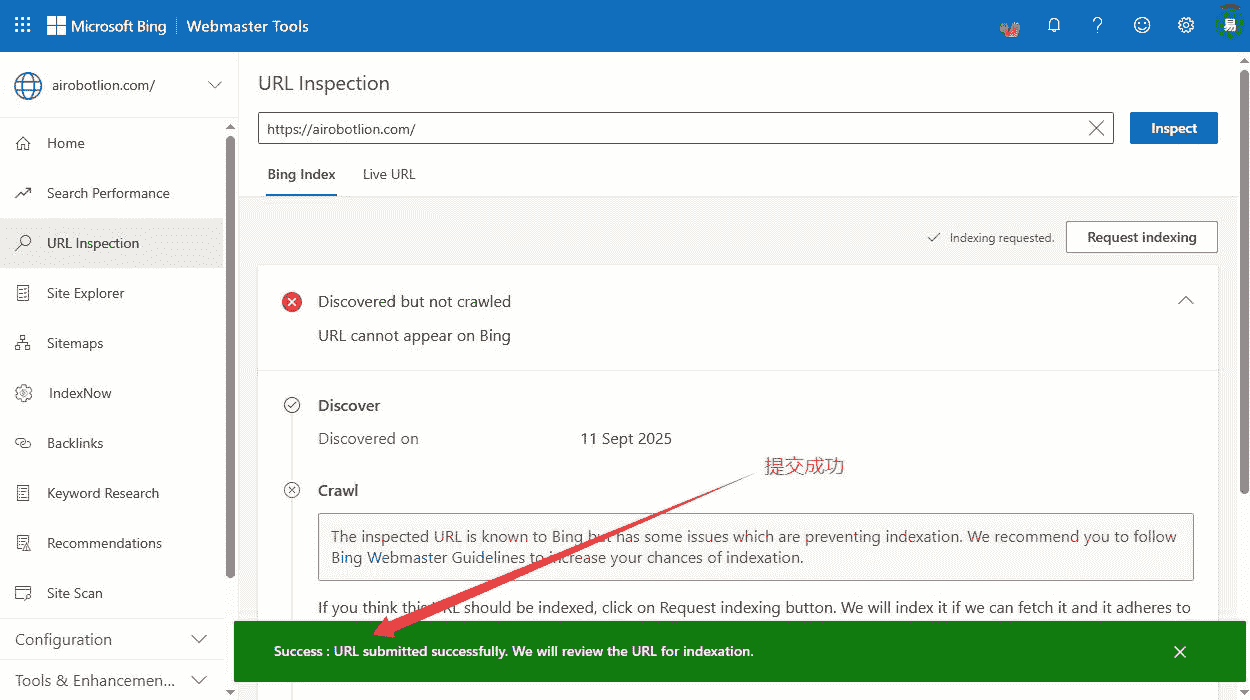 Microsoft Bing
Webmaster Tools
易
airobotlion.com/
Home
Search Performance
URL Inspection
Site Explorer
Sitemaps
IndexNow
Backlinks
Keyword Research
Recommendations
Site Scan
Configuration
Tools & Enhancemen...
URL Inspection
https://airobotlion.com/
Inspect
Bing Index
Live URL
Indexing requested.
Request indexing
Discovered but not crawled
URL cannot appear on Bing
Discover
Discovered on
11 Sept 2025
提交成功
Crawl
The inspected URL is known to Bing but has some issues which are preventing indexation. We recommend you to follow
Bing Webmaster Guidelines to increase your chances of indexation.
If you think this URL should be indexed, click on Request indexing button. We will index it if we can fetch it and it adheres to
Success : URL submitted successfully. We will review the URL for indexation.